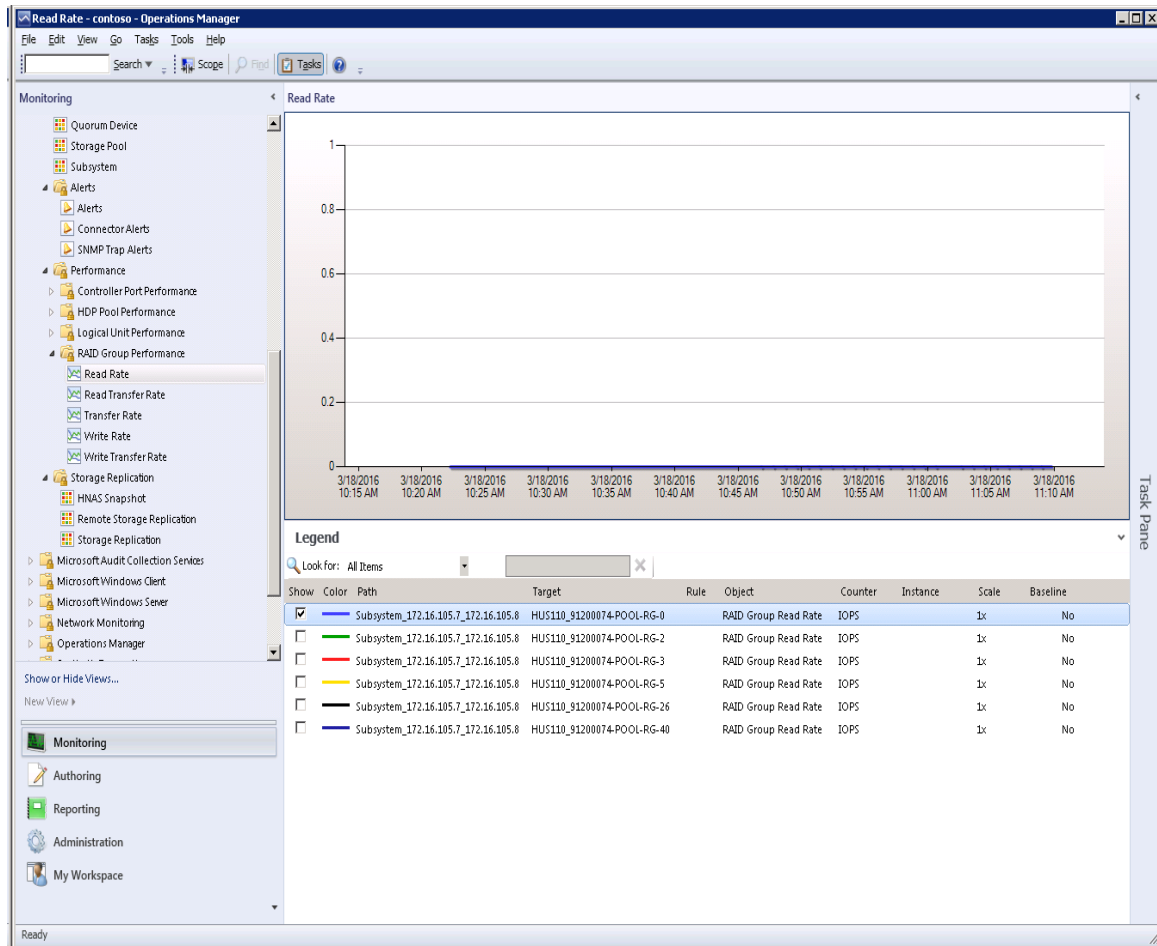 Read Rate - contoso - Operations Manager
File Edit View Go Tasks Tools Help
Search Scope Find Tasks
Monitoring
Quorum Device
Storage Pool
Subsystem
Alerts
Alerts
Connector Alerts
SNMP Trap Alerts
Performance
Controller Port Performance
HDP Pool Performance
Logical Unit Performance
RAID Group Performance
Read Rate
Read Transfer Rate
Transfer Rate
Write Rate
Write Transfer Rate
Storage Replication
HNAS Snapshot
Remote Storage Replication
Storage Replication
Microsoft Audit Collection Services
Microsoft Windows Client
Microsoft Windows Server
Network Monitoring
Operations Manager
Show or Hide Views...
New View
Monitoring
Authoring
Reporting
Administration
My Workspace
Read Rate
1
0.8
0.6
0.4
0.2
0
3/18/2016 3/18/2016 3/18/2016 3/18/2016 3/18/2016 3/18/2016 3/18/2016 3/18/2016 3/18/2016 3/18/2016 3/18/2016 3/18/2016
10:15 AM 10:20 AM 10:25 AM 10:30 AM 10:35 AM 10:40 AM 10:45 AM 10:50 AM 10:55 AM 11:00 AM 11:05 AM 11:10 AM
Legend
Look for: All Items
Show Color Path Target Rule Object Counter Instance Scale Baseline
Subsystem_172.16.105.7_172.16.105.8 HUS110_91200074-POOL-RG-0 RAID Group Read Rate IOPS 1x No
Subsystem_172.16.105.7_172.16.105.8 HUS110_91200074-POOL-RG-2 RAID Group Read Rate IOPS 1x No
Subsystem_172.16.105.7_172.16.105.8 HUS110_91200074-POOL-RG-3 RAID Group Read Rate IOPS 1x No
Subsystem_172.16.105.7_172.16.105.8 HUS110_91200074-POOL-RG-5 RAID Group Read Rate IOPS 1x No
Subsystem_172.16.105.7_172.16.105.8 HUS110_91200074-POOL-RG-26 RAID Group Read Rate IOPS 1x No
Subsystem_172.16.105.7_172.16.105.8 HUS110_91200074-POOL-RG-40 RAID Group Read Rate IOPS 1x No
Task Pane
Ready